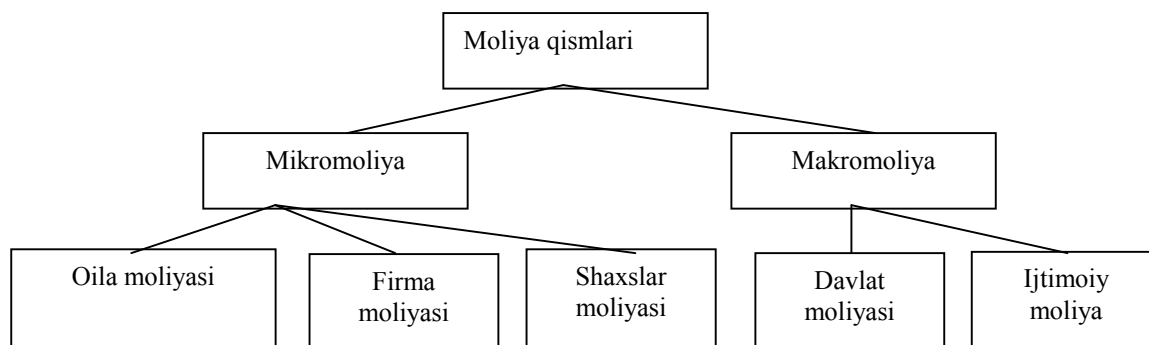 Moliya qismlari
Mikromoliya
Makromoliya
Oila moliyasi
Firma
moliyasi
Shaxslar
moliyasi
Davlat
moliyasi
Ijtimoiy
moliya